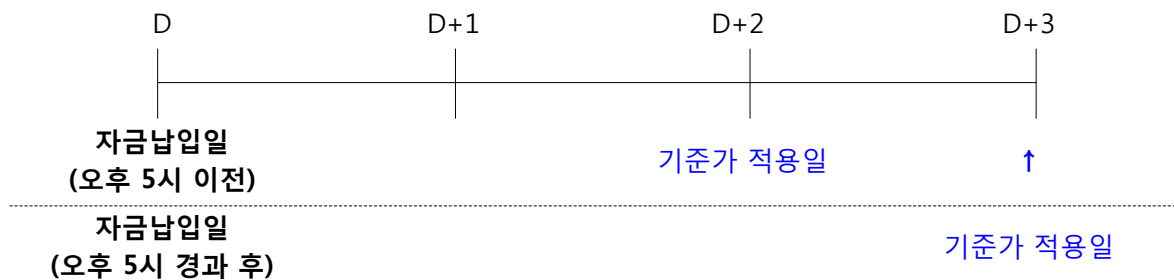 D D+1 D+2 D+3
자금납입일
(오후 5시 이전)
기준가 적용일 ↑
자금납입일
(오후 5시 경과 후)
기준가 적용일